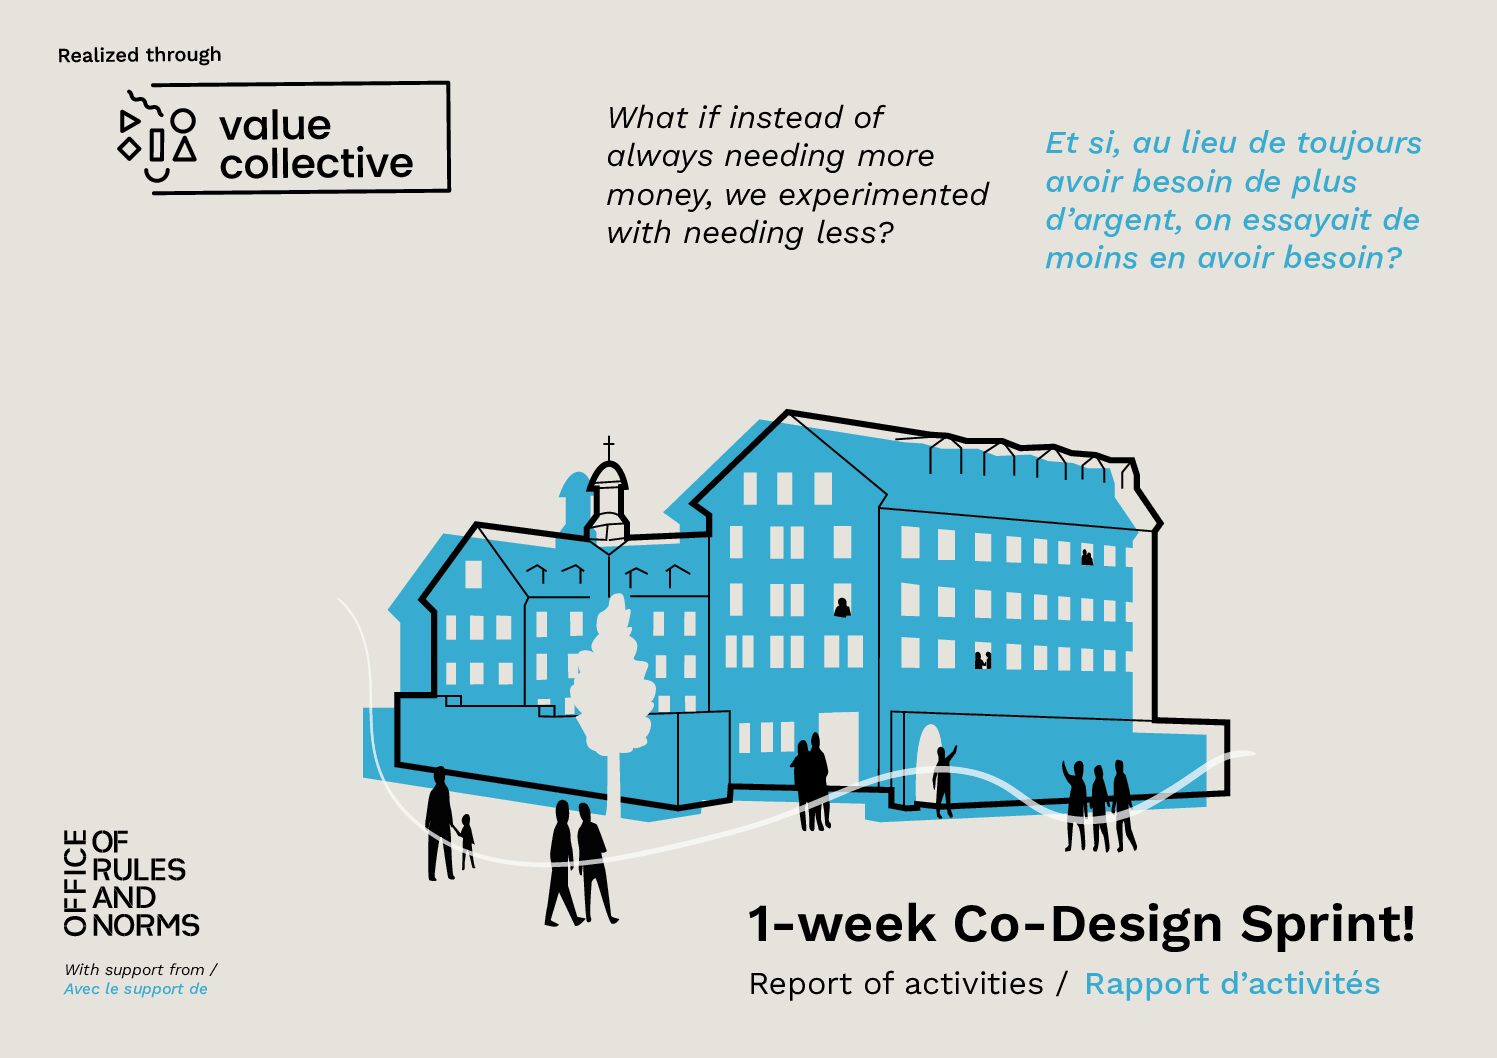 Realized through
value
collective
What if instead of
always needing more
money, we experimented
with needing less?
Et si, au lieu de toujours
avoir besoin de plus
d’argent, on essayait de
moins en avoir besoin?
OFFICE
OF
RULES
AND
NORMS
With support from /
Avec le support de
1-week Co-Design Sprint!
Report of activities / Rapport d’activités